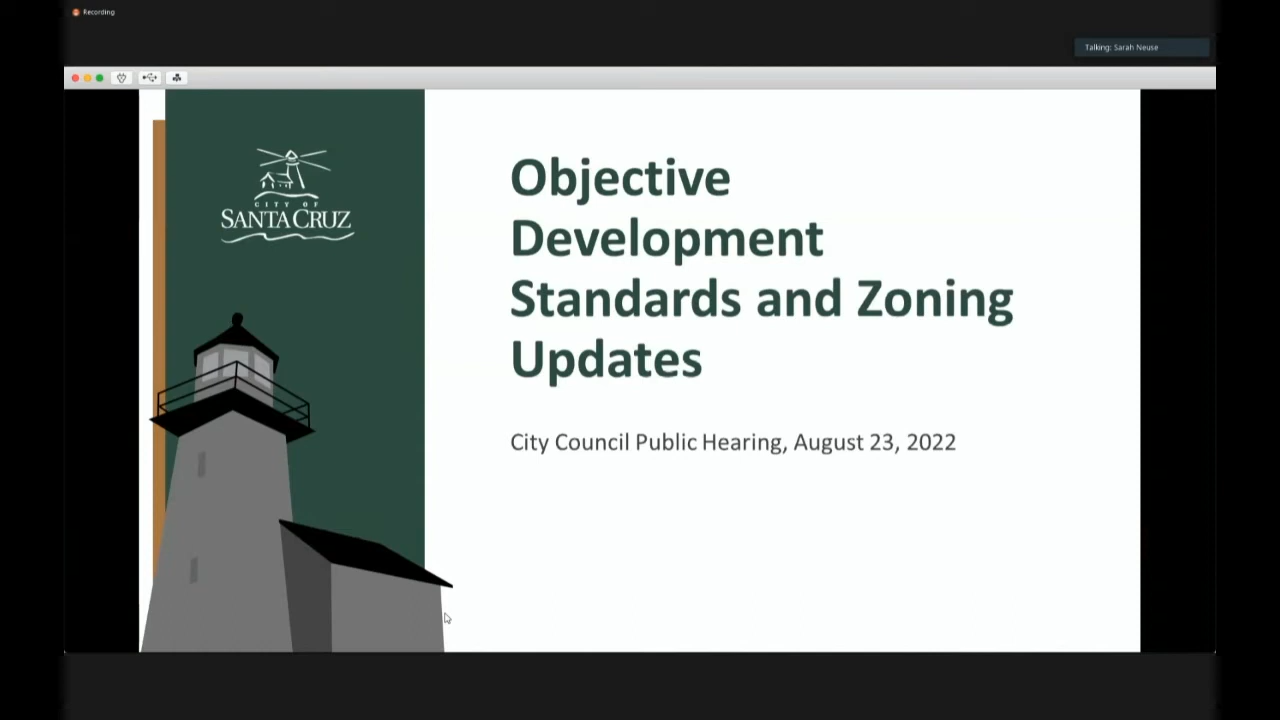 Recording
Talking: Sarah Neuse
CITY OF
SANTA CRUZ
Objective
Development
Standards and Zoning
Updates
City Council Public Hearing, August 23, 2022